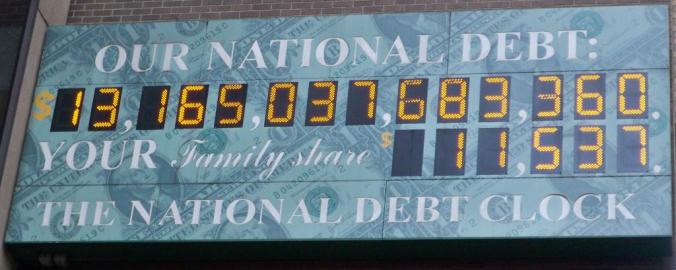 OUR NATIONAL DEBT:
$13,165,037,683,360.
YOUR Family share $11,537.
THE NATIONAL DEBT CLOCK